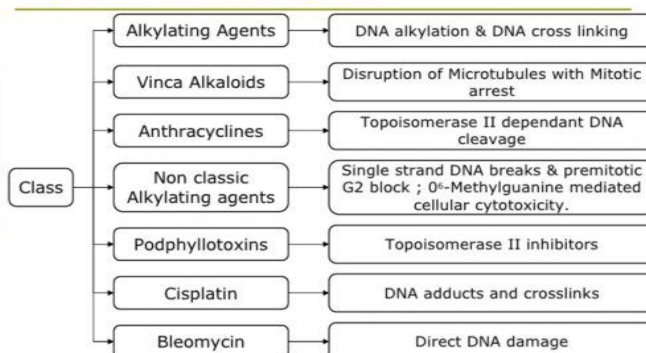 Class
Alkylating Agents
DNA alkylation & DNA cross linking
Vinca Alkaloids
Disruption of Microtubules with Mitotic
arrest
Anthracyclines
Topoisomerase II dependant DNA
cleavage
Non classic
Alkylating agents
Single strand DNA breaks & premitotic
G2 block ; 0⁶-Methylguanine mediated
cellular cytotoxicity.
Podphyllotoxins
Topoisomerase II inhibitors
Cisplatin
DNA adducts and crosslinks
Bleomycin
Direct DNA damage